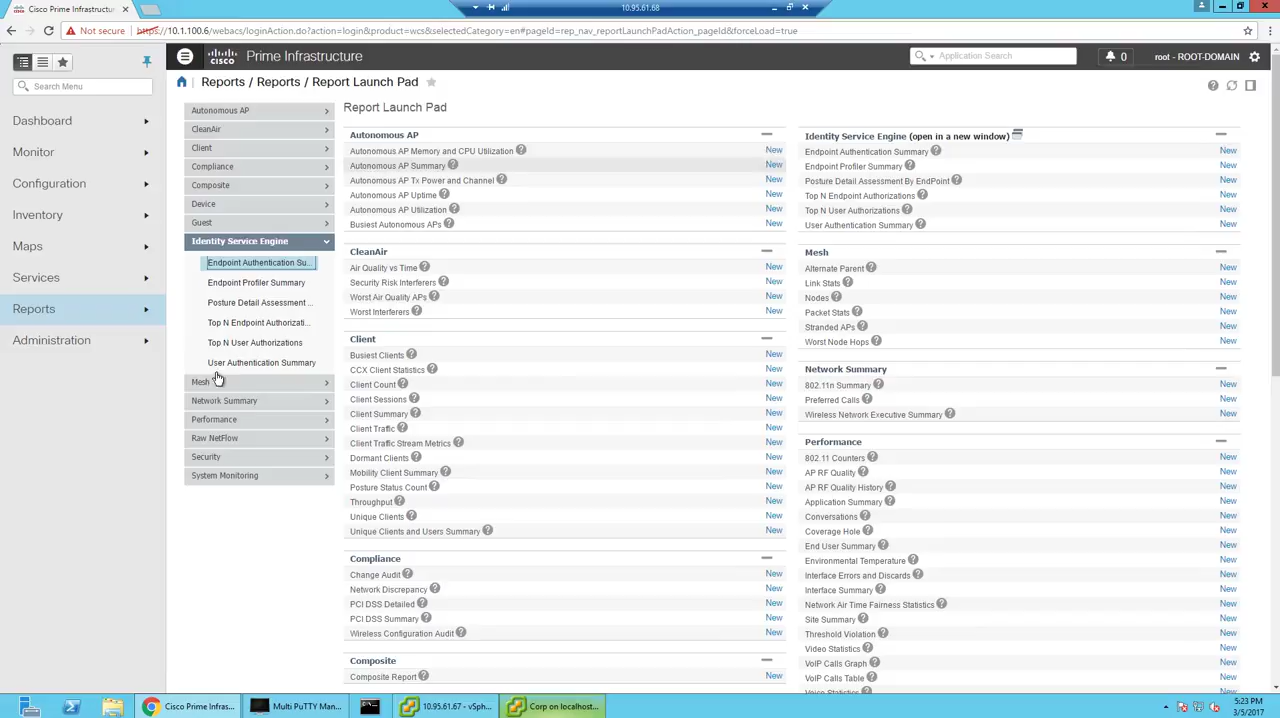 Cisco Prime Infrastructure
10.95.61.68
Not secure
https://10.1.100.6/webacs/loginAction.do?action=login&product=wcs&selectedCategory=en#pageId=rep_nav_reportLaunchPadAction_pageId&forceLoad=true
cisco Prime Infrastructure
Application Search
0
root - ROOT-DOMAIN
Search Menu
Dashboard
Monitor
Configuration
Inventory
Maps
Services
Reports
Administration
Reports / Reports / Report Launch Pad
Autonomous AP
CleanAir
Client
Compliance
Composite
Device
Guest
Identity Service Engine
Endpoint Authentication Su...
Endpoint Profiler Summary
Posture Detail Assessment ...
Top N Endpoint Authorizati...
Top N User Authorizations
User Authentication Summary
Mesh
Network Summary
Performance
Raw NetFlow
Security
System Monitoring
Report Launch Pad
Autonomous AP
Autonomous AP Memory and CPU Utilization New
Autonomous AP Summary New
Autonomous AP Tx Power and Channel New
Autonomous AP Uptime New
Autonomous AP Utilization New
Busiest Autonomous APs New
CleanAir
Air Quality vs Time New
Security Risk Interferers New
Worst Air Quality APs New
Worst Interferers New
Client
Busiest Clients New
CCX Client Statistics New
Client Count New
Client Sessions New
Client Summary New
Client Traffic New
Client Traffic Stream Metrics New
Dormant Clients New
Mobility Client Summary New
Posture Status Count New
Throughput New
Unique Clients New
Unique Clients and Users Summary New
Compliance
Change Audit New
Network Discrepancy New
PCI DSS Detailed New
PCI DSS Summary New
Wireless Configuration Audit New
Composite
Composite Report New
Identity Service Engine (open in a new window)
Endpoint Authentication Summary New
Endpoint Profiler Summary New
Posture Detail Assessment By EndPoint New
Top N Endpoint Authorizations New
Top N User Authorizations New
User Authentication Summary New
Mesh
Alternate Parent New
Link Stats New
Nodes New
Packet Stats New
Stranded APs New
Worst Node Hops New
Network Summary
802.11n Summary New
Preferred Calls New
Wireless Network Executive Summary New
Performance
802.11 Counters New
AP RF Quality New
AP RF Quality History New
Application Summary New
Conversations New
Coverage Hole New
End User Summary New
Environmental Temperature New
Interface Errors and Discards New
Interface Summary New
Network Air Time Fairness Statistics New
Site Summary New
Threshold Violation New
Video Statistics New
VoIP Calls Graph New
VoIP Calls Table New
Voice Statistics New
Cisco Prime Infras...
Multi PuTTY Man...
10.95.61.67 - vSph...
Corp on localhost...
5:23 PM
3/5/2017